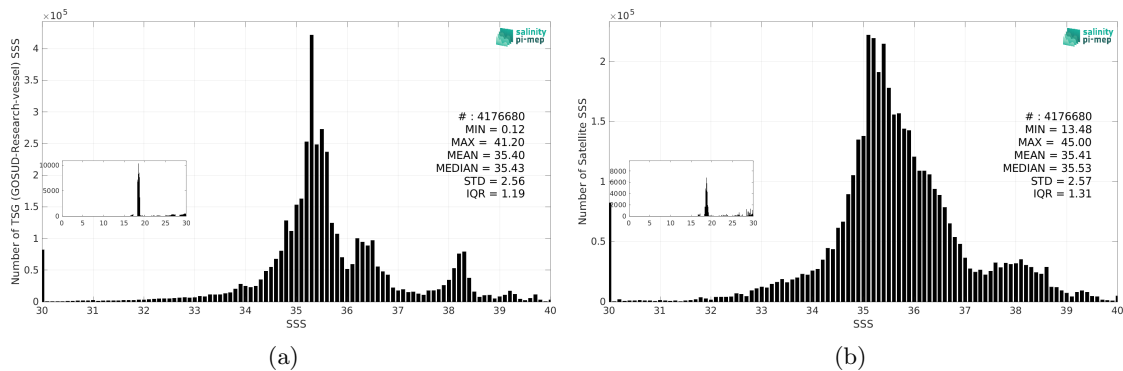 ×10⁵
salinity
pi-mep
Number of TSG (GOSUD-Research-vessel) SSS
4
3.5
3
2.5
2
1.5
1
0.5
0
# : 4176680
MIN = 0.12
MAX = 41.20
MEAN = 35.40
MEDIAN = 35.43
STD = 2.56
IQR = 1.19
10000
5000
0
0 5 10 15 20 25 30
30 31 32 33 34 35 36 37 38 39 40
SSS
(a)
×10⁵
salinity
pi-mep
Number of Satellite SSS
2
1.5
1
0.5
0
# : 4176680
MIN = 13.48
MAX = 45.00
MEAN = 35.41
MEDIAN = 35.53
STD = 2.57
IQR = 1.31
8000
6000
4000
2000
0
0 5 10 15 20 25 30
30 31 32 33 34 35 36 37 38 39 40
SSS
(b)